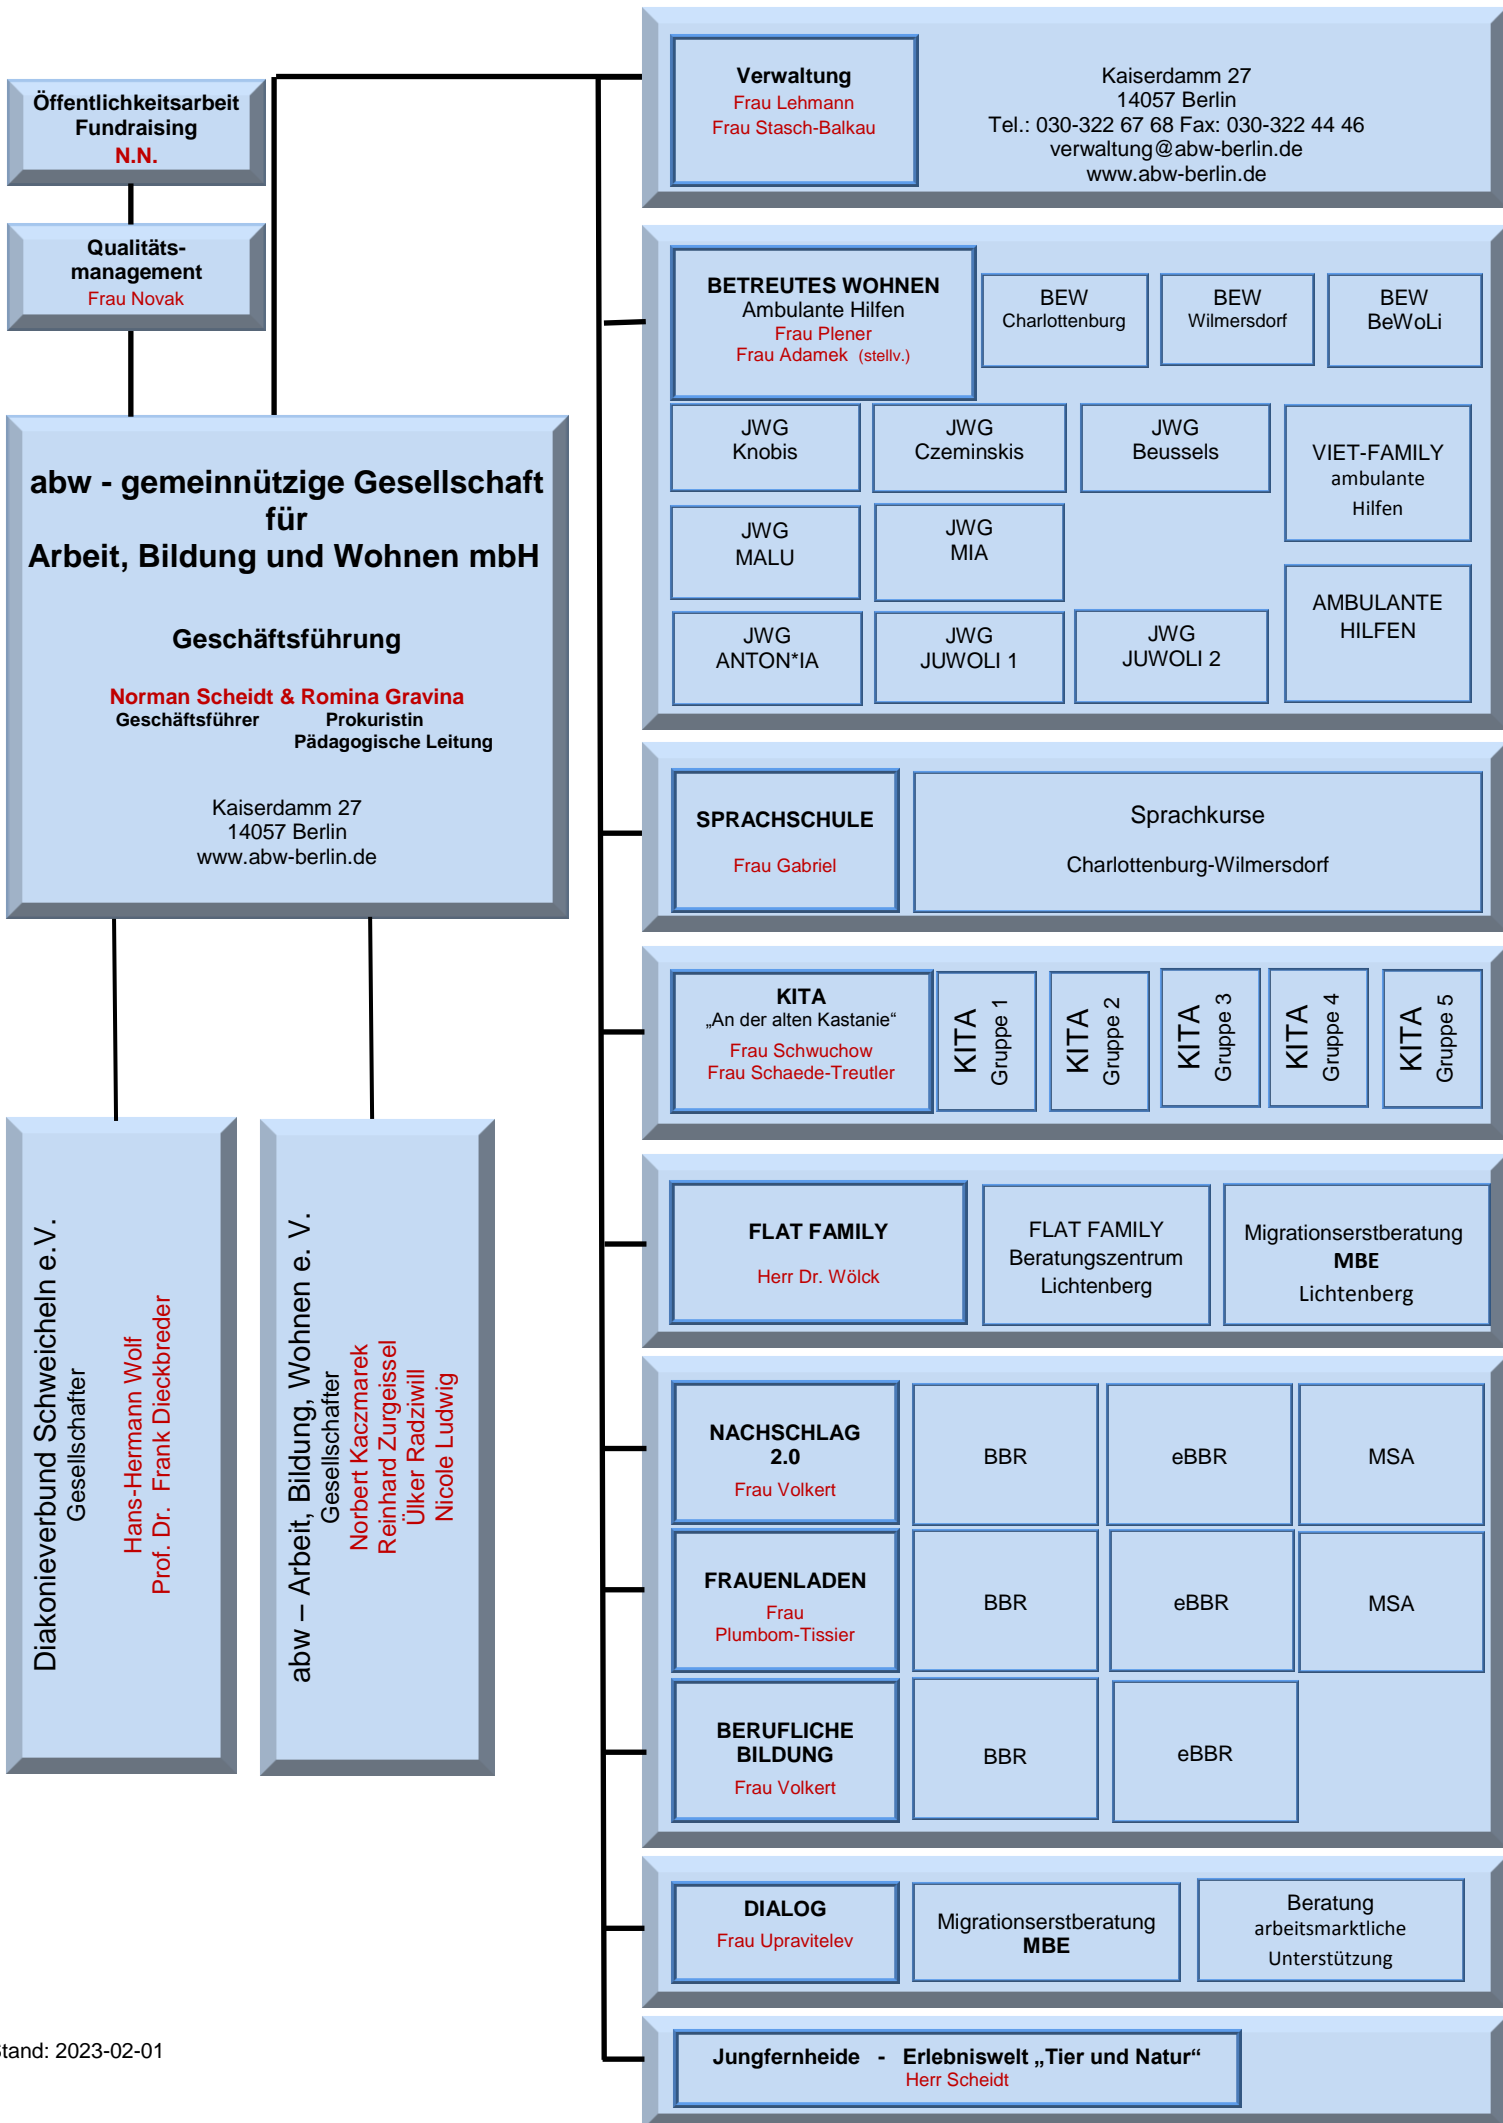 Öffentlichkeitsarbeit
Fundraising
N.N.
Qualitäts-
management
Frau Novak
abw - gemeinnützige Gesellschaft
für
Arbeit, Bildung und Wohnen mbH
Geschäftsführung
Norman Scheidt & Romina Gravina
Geschäftsführer Prokuristin
Pädagogische Leitung
Kaiserdamm 27
14057 Berlin
www.abw-berlin.de
Diakonieverbund Schweicheln e.V.
Gesellschafter
Hans-Hermann Wolf
Prof. Dr. Frank Dieckbreder
abw – Arbeit, Bildung, Wohnen e. V.
Gesellschafter
Norbert Kaczmarek
Reinhard Zurgeissel
Ülker Radziwill
Nicole Ludwig
Verwaltung
Frau Lehmann
Frau Stasch-Balkau
Kaiserdamm 27
14057 Berlin
Tel.: 030-322 67 68 Fax: 030-322 44 46
verwaltung@abw-berlin.de
www.abw-berlin.de
BETREUTES WOHNEN
Ambulante Hilfen
Frau Plener
Frau Adamek (stellv.)
BEW
Charlottenburg
BEW
Wilmersdorf
BEW
BeWoLi
JWG
Knobis
JWG
Czeminskis
JWG
Beussels
VIET-FAMILY
ambulante
Hilfen
JWG
MALU
JWG
MIA
AMBULANTE
HILFEN
JWG
ANTON*IA
JWG
JUWOLI 1
JWG
JUWOLI 2
SPRACHSCHULE
Frau Gabriel
Sprachkurse
Charlottenburg-Wilmersdorf
KITA
„An der alten Kastanie“
Frau Schwuchow
Frau Schaede-Treutler
KITA
Gruppe 1
KITA
Gruppe 2
KITA
Gruppe 3
KITA
Gruppe 4
KITA
Gruppe 5
FLAT FAMILY
Herr Dr. Wölck
FLAT FAMILY
Beratungszentrum
Lichtenberg
Migrationserstberatung
MBE
Lichtenberg
NACHSCHLAG
2.0
Frau Volkert
BBR
eBBR
MSA
FRAUENLADEN
Frau
Plumbom-Tissier
BBR
eBBR
MSA
BERUFLICHE
BILDUNG
Frau Volkert
BBR
eBBR
DIALOG
Frau Upravitelev
Migrationserstberatung
MBE
Beratung
arbeitsmarktliche
Unterstützung
Jungfernheide - Erlebniswelt „Tier und Natur“
Herr Scheidt
Stand: 2023-02-01